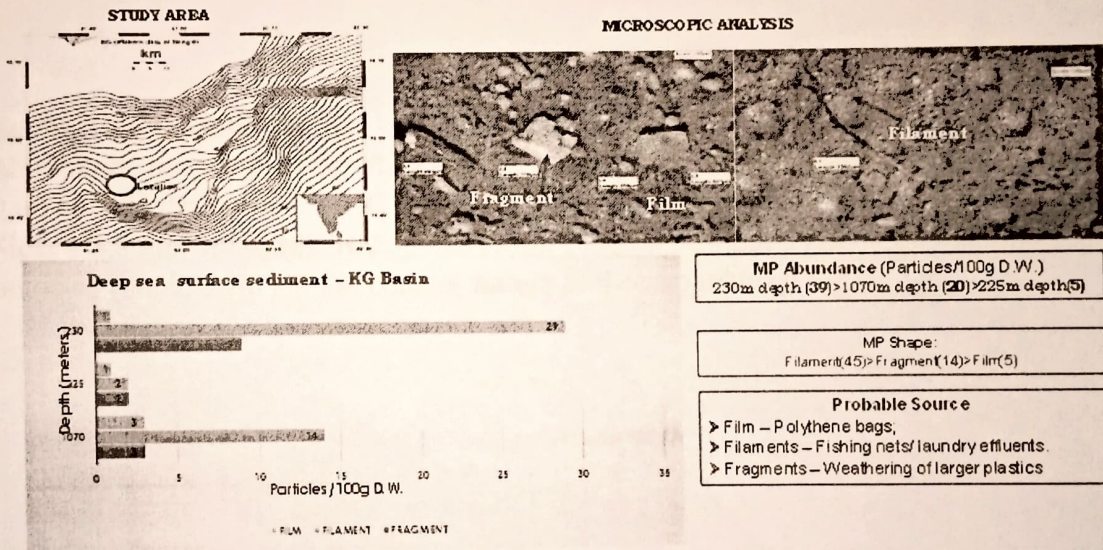 STUDY AREA
km
Location
MICROSCOPIC ANALYSIS
Fragment
Film
Filament
Deep sea surface sediment – KG Basin
Depth (meters)
230
29
225
1
2
2
1070
3
14
0 5 10 15 20 25 30 35
Particles/100g D.W.
FILM FILAMENT FRAGMENT
MP Abundance (Particles/100g D.W.)
230m depth (39)>1070m depth (20)>225m depth(5)
MP Shape:
Filament(45)>Fragment(14)>Film(5)
Probable Source
➤ Film – Polythene bags;
➤ Filaments – Fishing nets/ laundry effluents.
➤ Fragments – Weathering of larger plastics